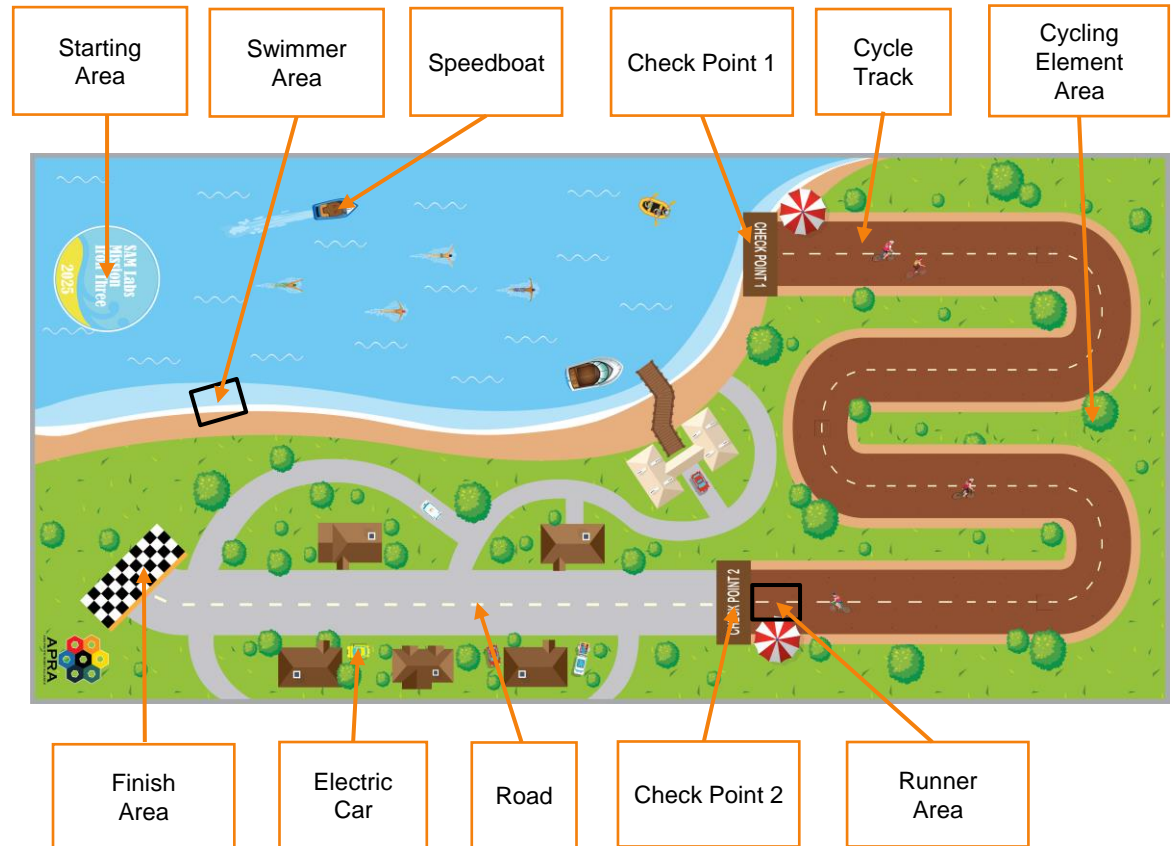 Starting
Area
Swimmer
Area
Speedboat
Check Point 1
Cycle
Track
Cycling
Element
Area
SAM Labs
Mission
Iron Three
2025
CHECK POINT 1
CHECK POINT 2
APRA
Finish
Area
Electric
Car
Road
Check Point 2
Runner
Area